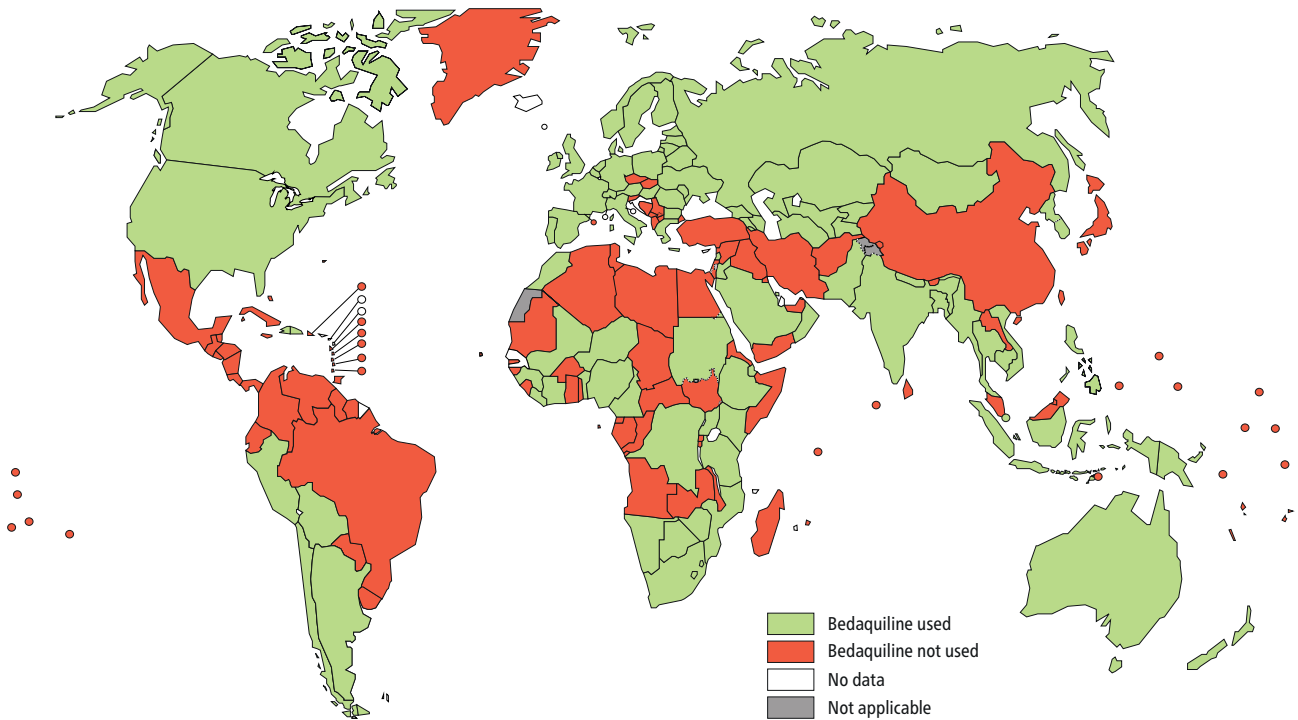 Bedaquiline used
Bedaquiline not used
No data
Not applicable